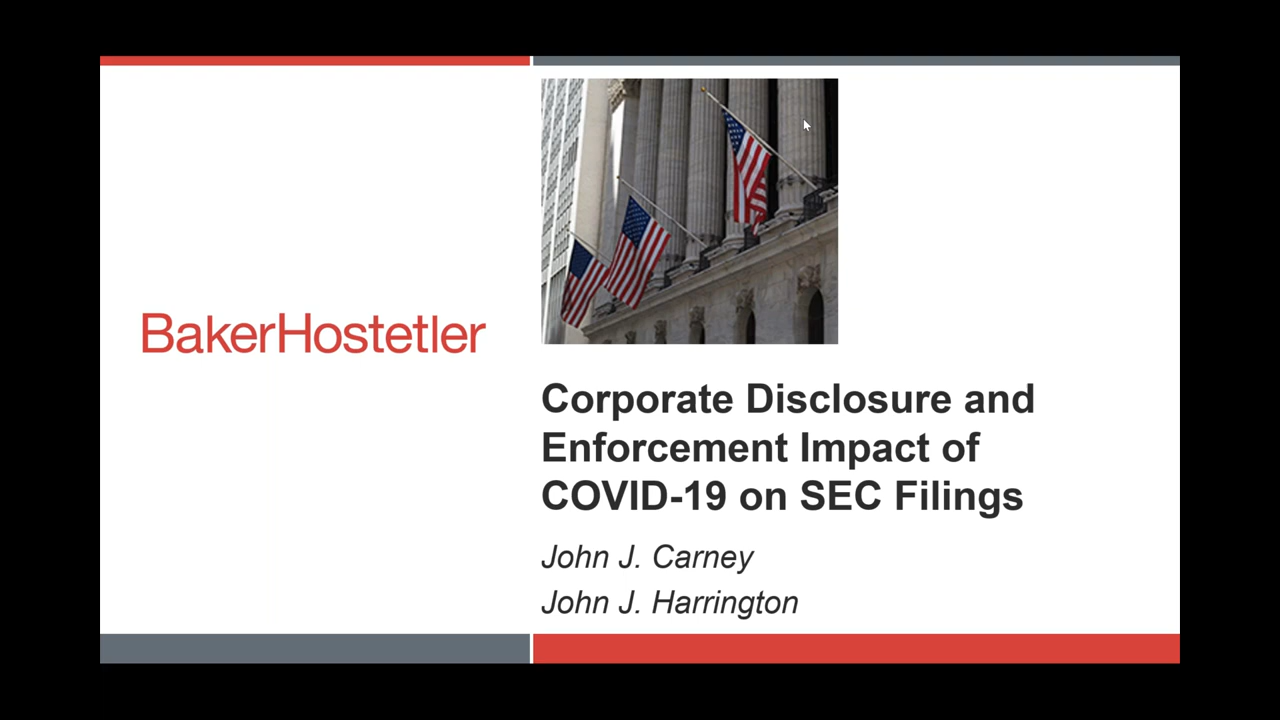 BakerHostetler
Corporate Disclosure and
Enforcement Impact of
COVID-19 on SEC Filings
John J. Carney
John J. Harrington